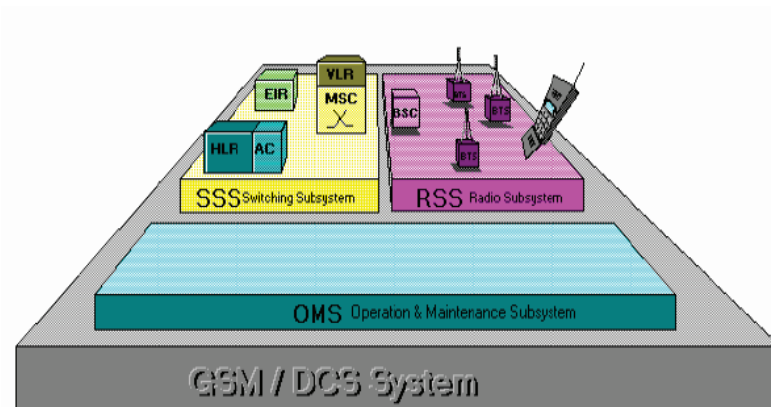 VLR
EIR
MSC
BTS
BTS
BSC
HLR AC
BTS
SSS Switching Subsystem
RSS Radio Subsystem
OMS Operation & Maintenance Subsystem
GSM / DCS System